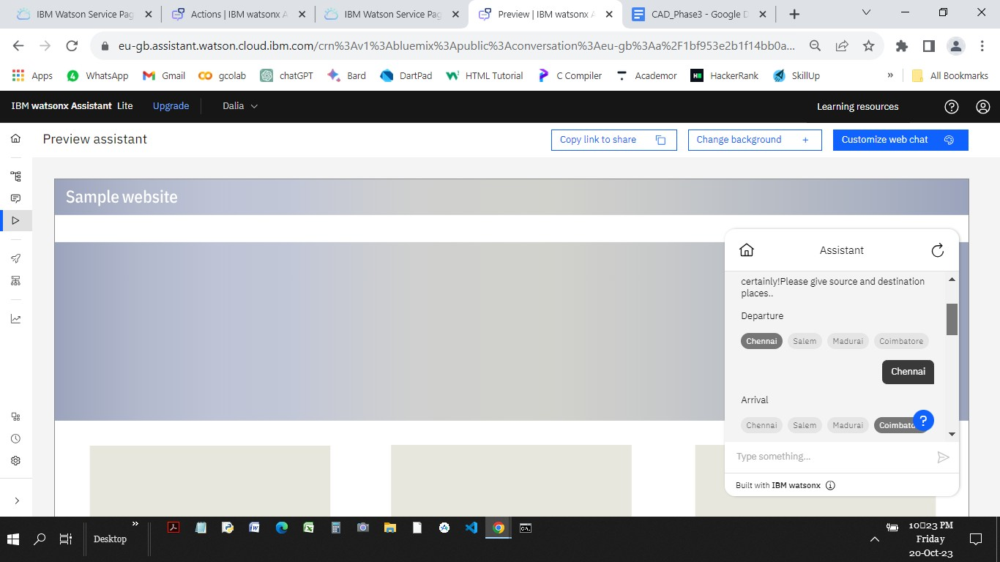 IBM Watson Service Pag
Actions | IBM watsonx A
IBM Watson Service Pag
Preview | IBM watsonx A
CAD_Phase3 - Google D
eu-gb.assistant.watson.cloud.ibm.com/crn%3Av1%3Abluemix%3Apublic%3Aconversation%3Aeu-gb%3Aa%2F1bf953e2b1f14bb0a...
Apps WhatsApp Gmail gcolab chatGPT Bard DartPad HTML Tutorial C Compiler Academor HackerRank SkillUp » All Bookmarks
IBM watsonx Assistant Lite Upgrade Dalia Learning resources
Preview assistant Copy link to share Change background + Customize web chat
Sample website
Assistant
certainly!Please give source and destination
places..
Departure
Chennai Salem Madurai Coimbatore
Chennai
Arrival
Chennai Salem Madurai
?
Type something...
Built with IBM watsonx
Desktop »
10 23 PM
Friday
20-Oct-23